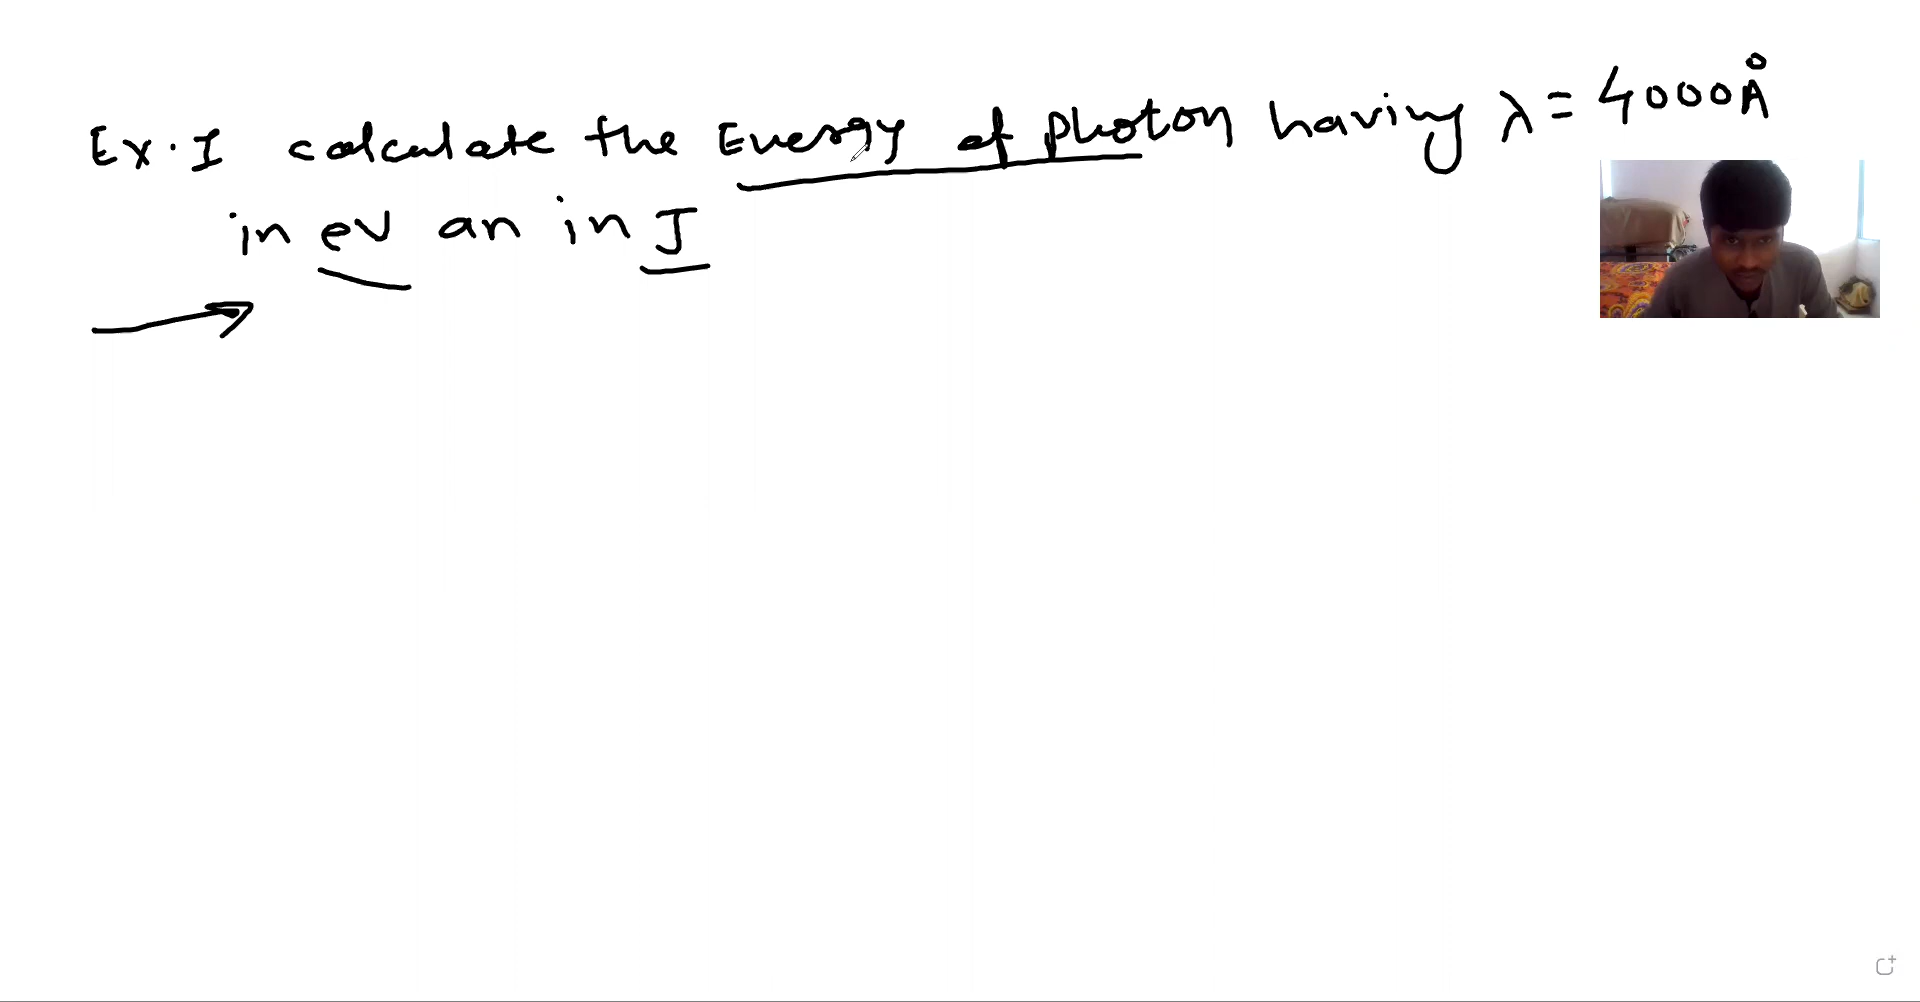 Ex. I calculate the Energy of photon having λ = 4000Å
in eV an in J